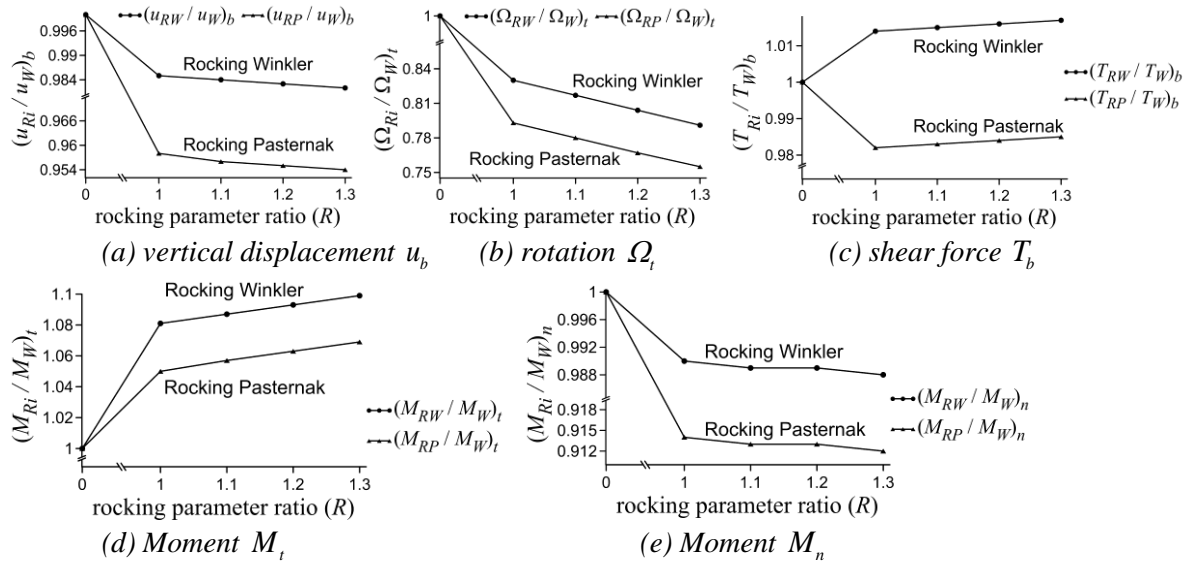 (u_RW / u_W)_b (u_RP / u_W)_b
0.996
0.99
0.984
0.966
0.96
0.954
(u_Ri / u_W)_b
Rocking Winkler
Rocking Pasternak
0 1 1.1 1.2 1.3
rocking parameter ratio (R)
(a) vertical displacement u_b
(Ω_RW / Ω_W)_t (Ω_RP / Ω_W)_t
1
0.84
0.81
0.78
0.75
(Ω_Ri / Ω_W)_t
Rocking Winkler
Rocking Pasternak
0 1 1.1 1.2 1.3
rocking parameter ratio (R)
(b) rotation Ω_t
1.01
1
0.99
0.98
(T_Ri / T_W)_b
Rocking Winkler
Rocking Pasternak
(T_RW / T_W)_b
(T_RP / T_W)_b
0 1 1.1 1.2 1.3
rocking parameter ratio (R)
(c) shear force T_b
1.1
1.08
1.06
1.04
1.02
1
(M_Ri / M_W)_t
Rocking Winkler
Rocking Pasternak
(M_RW / M_W)_t
(M_RP / M_W)_t
0 1 1.1 1.2 1.3
rocking parameter ratio (R)
(d) Moment M_t
1
0.996
0.992
0.988
0.918
0.915
0.912
(M_Ri / M_W)_n
Rocking Winkler
Rocking Pasternak
(M_RW / M_W)_n
(M_RP / M_W)_n
0 1 1.1 1.2 1.3
rocking parameter ratio (R)
(e) Moment M_n